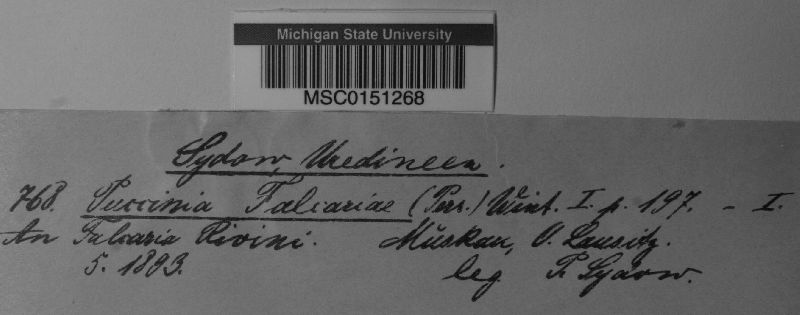 Michigan State University
MSC0151268
Sydow, Uredineen.
768. Puccinia Falcariae (Pers.) Wint. I. p. 197. – I.
An Falcaria Rivini. Muskau, O. Lausitz.
5. 1893. leg P. Sydow.